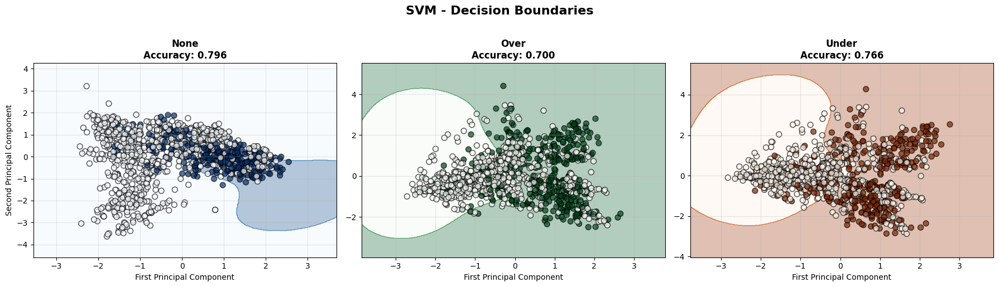 SVM - Decision Boundaries
None
Accuracy: 0.796
Second Principal Component
4
3
2
1
0
−1
−2
−3
−4
−3 −2 −1 0 1 2 3
First Principal Component
Over
Accuracy: 0.700
4
2
0
−2
−3 −2 −1 0 1 2 3
First Principal Component
Under
Accuracy: 0.766
4
2
0
−2
−4
−3 −2 −1 0 1 2 3
First Principal Component